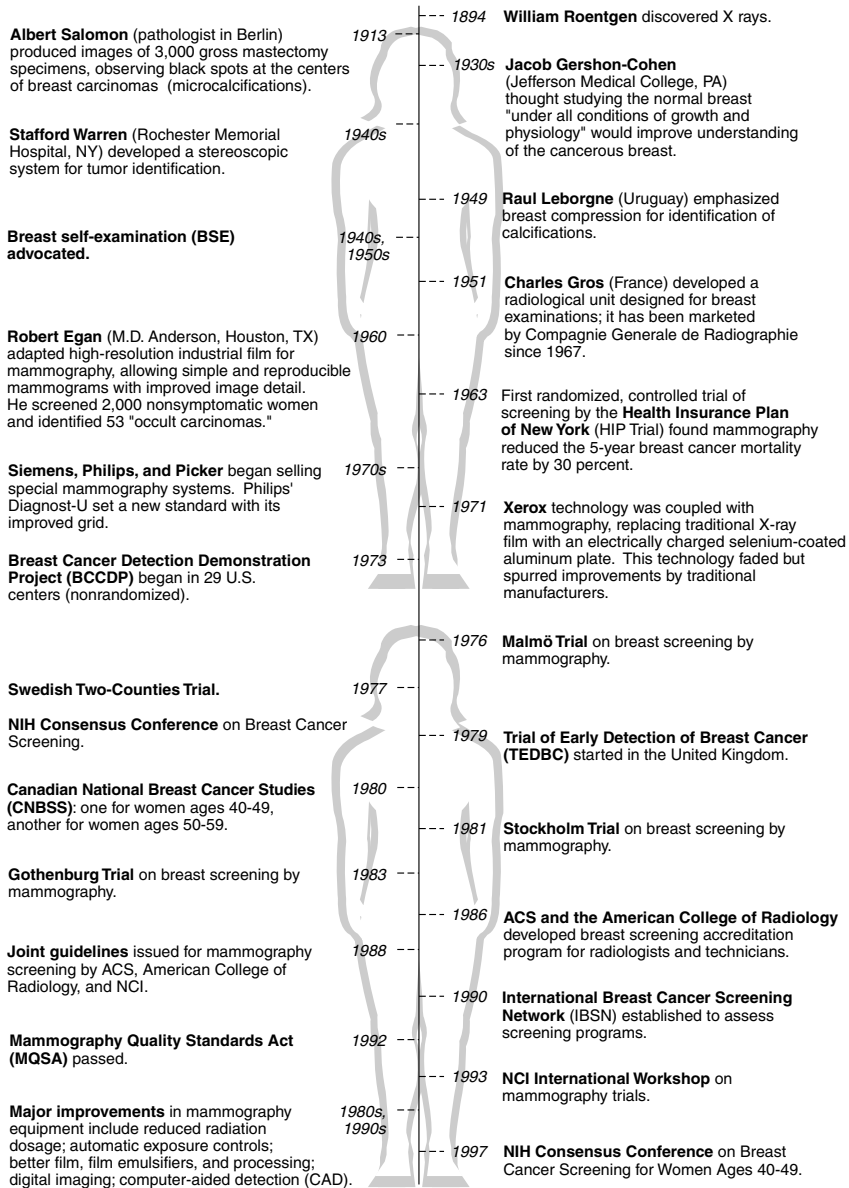 1894 William Roentgen discovered X rays.
Albert Salomon (pathologist in Berlin) 1913
produced images of 3,000 gross mastectomy
specimens, observing black spots at the centers
of breast carcinomas (microcalcifications).
1930s Jacob Gershon-Cohen
(Jefferson Medical College, PA)
thought studying the normal breast
"under all conditions of growth and
physiology" would improve understanding
of the cancerous breast.
Stafford Warren (Rochester Memorial 1940s
Hospital, NY) developed a stereoscopic
system for tumor identification.
1949 Raul Leborgne (Uruguay) emphasized
breast compression for identification of
calcifications.
Breast self-examination (BSE) 1940s,
advocated. 1950s
1951 Charles Gros (France) developed a
radiological unit designed for breast
examinations; it has been marketed
by Compagnie Generale de Radiographie
since 1967.
Robert Egan (M.D. Anderson, Houston, TX) 1960
adapted high-resolution industrial film for
mammography, allowing simple and reproducible
mammograms with improved image detail.
He screened 2,000 nonsymptomatic women
and identified 53 "occult carcinomas."
1963 First randomized, controlled trial of
screening by the Health Insurance Plan
of New York (HIP Trial) found mammography
reduced the 5-year breast cancer mortality
rate by 30 percent.
Siemens, Philips, and Picker began selling 1970s
special mammography systems. Philips'
Diagnost-U set a new standard with its
improved grid.
1971 Xerox technology was coupled with
mammography, replacing traditional X-ray
film with an electrically charged selenium-coated
aluminum plate. This technology faded but
spurred improvements by traditional
manufacturers.
Breast Cancer Detection Demonstration 1973
Project (BCCDP) began in 29 U.S.
centers (nonrandomized).
1976 Malmö Trial on breast screening by
mammography.
Swedish Two-Counties Trial. 1977
NIH Consensus Conference on Breast Cancer
Screening.
1979 Trial of Early Detection of Breast Cancer
(TEDBC) started in the United Kingdom.
Canadian National Breast Cancer Studies 1980
(CNBSS): one for women ages 40-49,
another for women ages 50-59.
1981 Stockholm Trial on breast screening by
mammography.
Gothenburg Trial on breast screening by 1983
mammography.
1986 ACS and the American College of Radiology
developed breast screening accreditation
program for radiologists and technicians.
Joint guidelines issued for mammography 1988
screening by ACS, American College of
Radiology, and NCI.
1990 International Breast Cancer Screening
Network (IBSN) established to assess
screening programs.
Mammography Quality Standards Act 1992
(MQSA) passed.
1993 NCI International Workshop on
mammography trials.
Major improvements in mammography 1980s,
equipment include reduced radiation 1990s
dosage; automatic exposure controls;
better film, film emulsifiers, and processing;
digital imaging; computer-aided detection (CAD).
1997 NIH Consensus Conference on Breast
Cancer Screening for Women Ages 40-49.